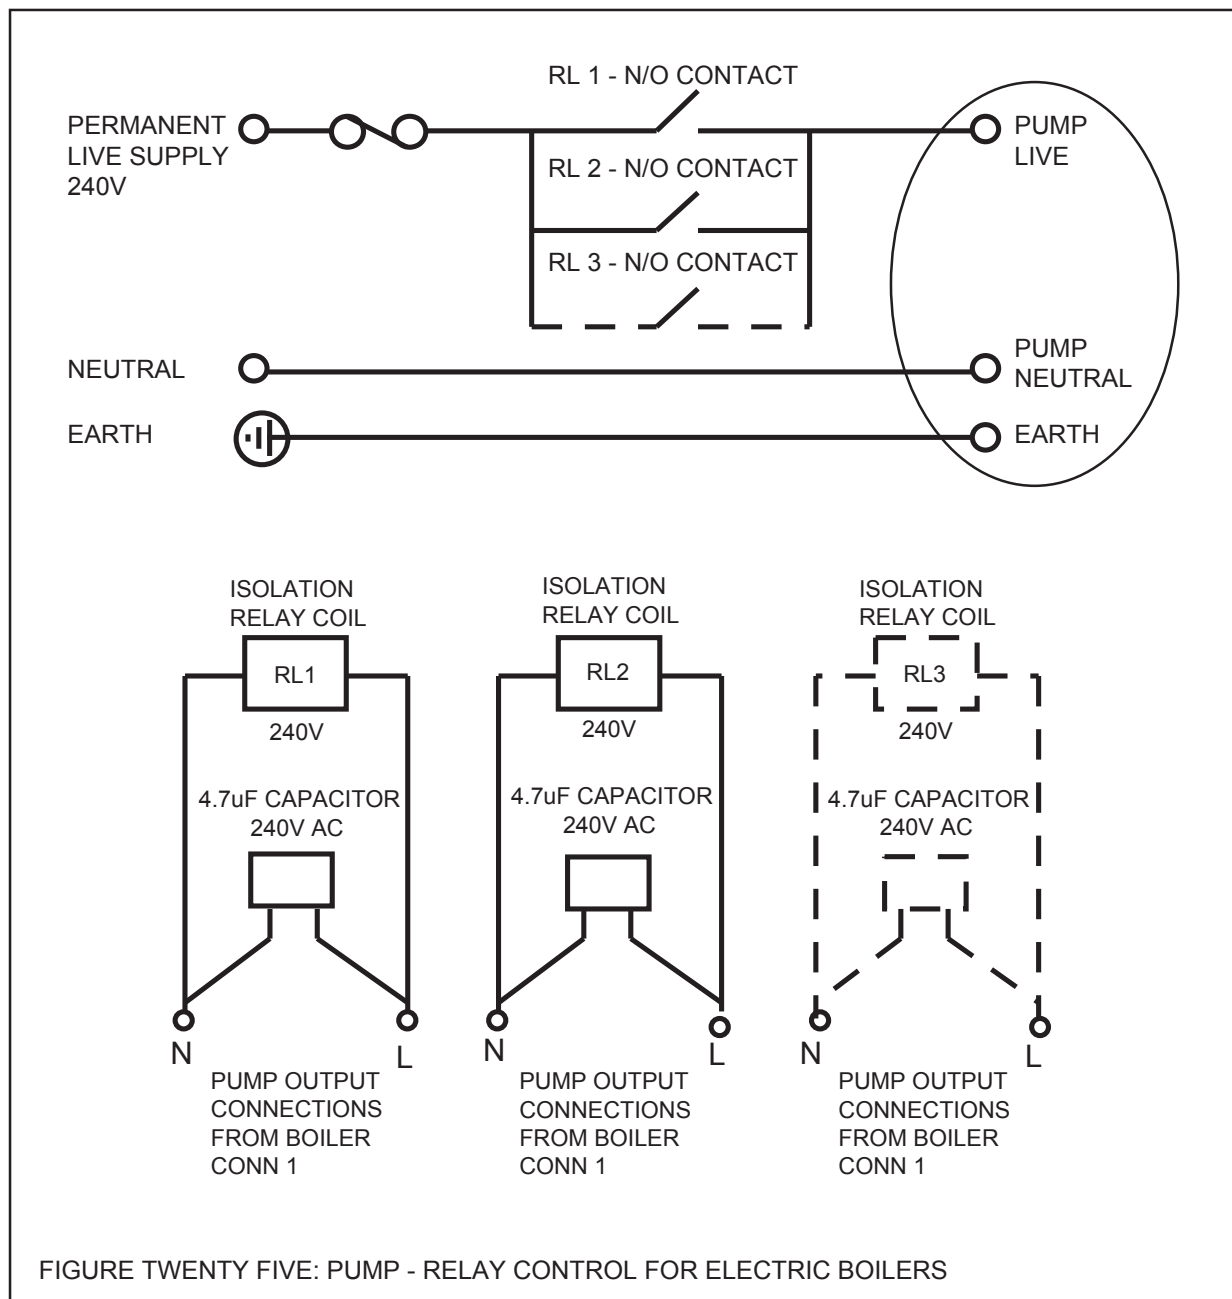 RL 1 - N/O CONTACT
PERMANENT
LIVE SUPPLY
240V
PUMP
LIVE
RL 2 - N/O CONTACT
RL 3 - N/O CONTACT
NEUTRAL
PUMP
NEUTRAL
EARTH
EARTH
ISOLATION
RELAY COIL
RL1
240V
4.7uF CAPACITOR
240V AC
N
L
PUMP OUTPUT
CONNECTIONS
FROM BOILER
CONN 1
ISOLATION
RELAY COIL
RL2
240V
4.7uF CAPACITOR
240V AC
N
L
PUMP OUTPUT
CONNECTIONS
FROM BOILER
CONN 1
ISOLATION
RELAY COIL
RL3
240V
4.7uF CAPACITOR
240V AC
N
L
PUMP OUTPUT
CONNECTIONS
FROM BOILER
CONN 1
FIGURE TWENTY FIVE: PUMP - RELAY CONTROL FOR ELECTRIC BOILERS